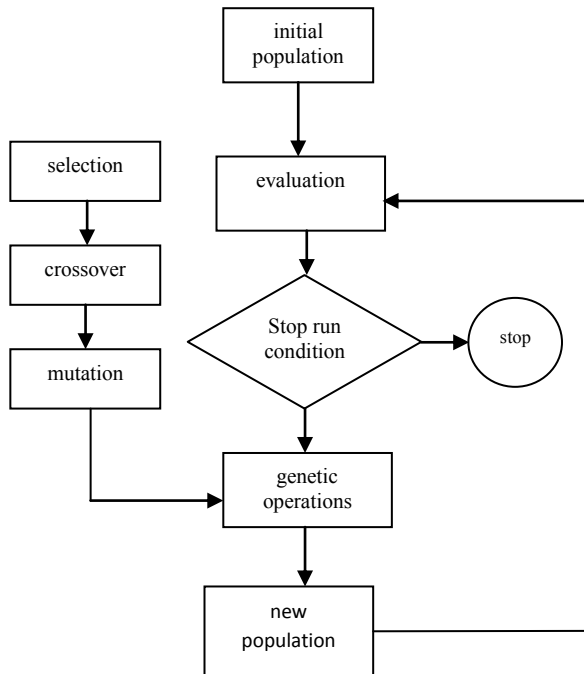 initial
population
selection
evaluation
crossover
Stop run
condition
stop
mutation
genetic
operations
new
population